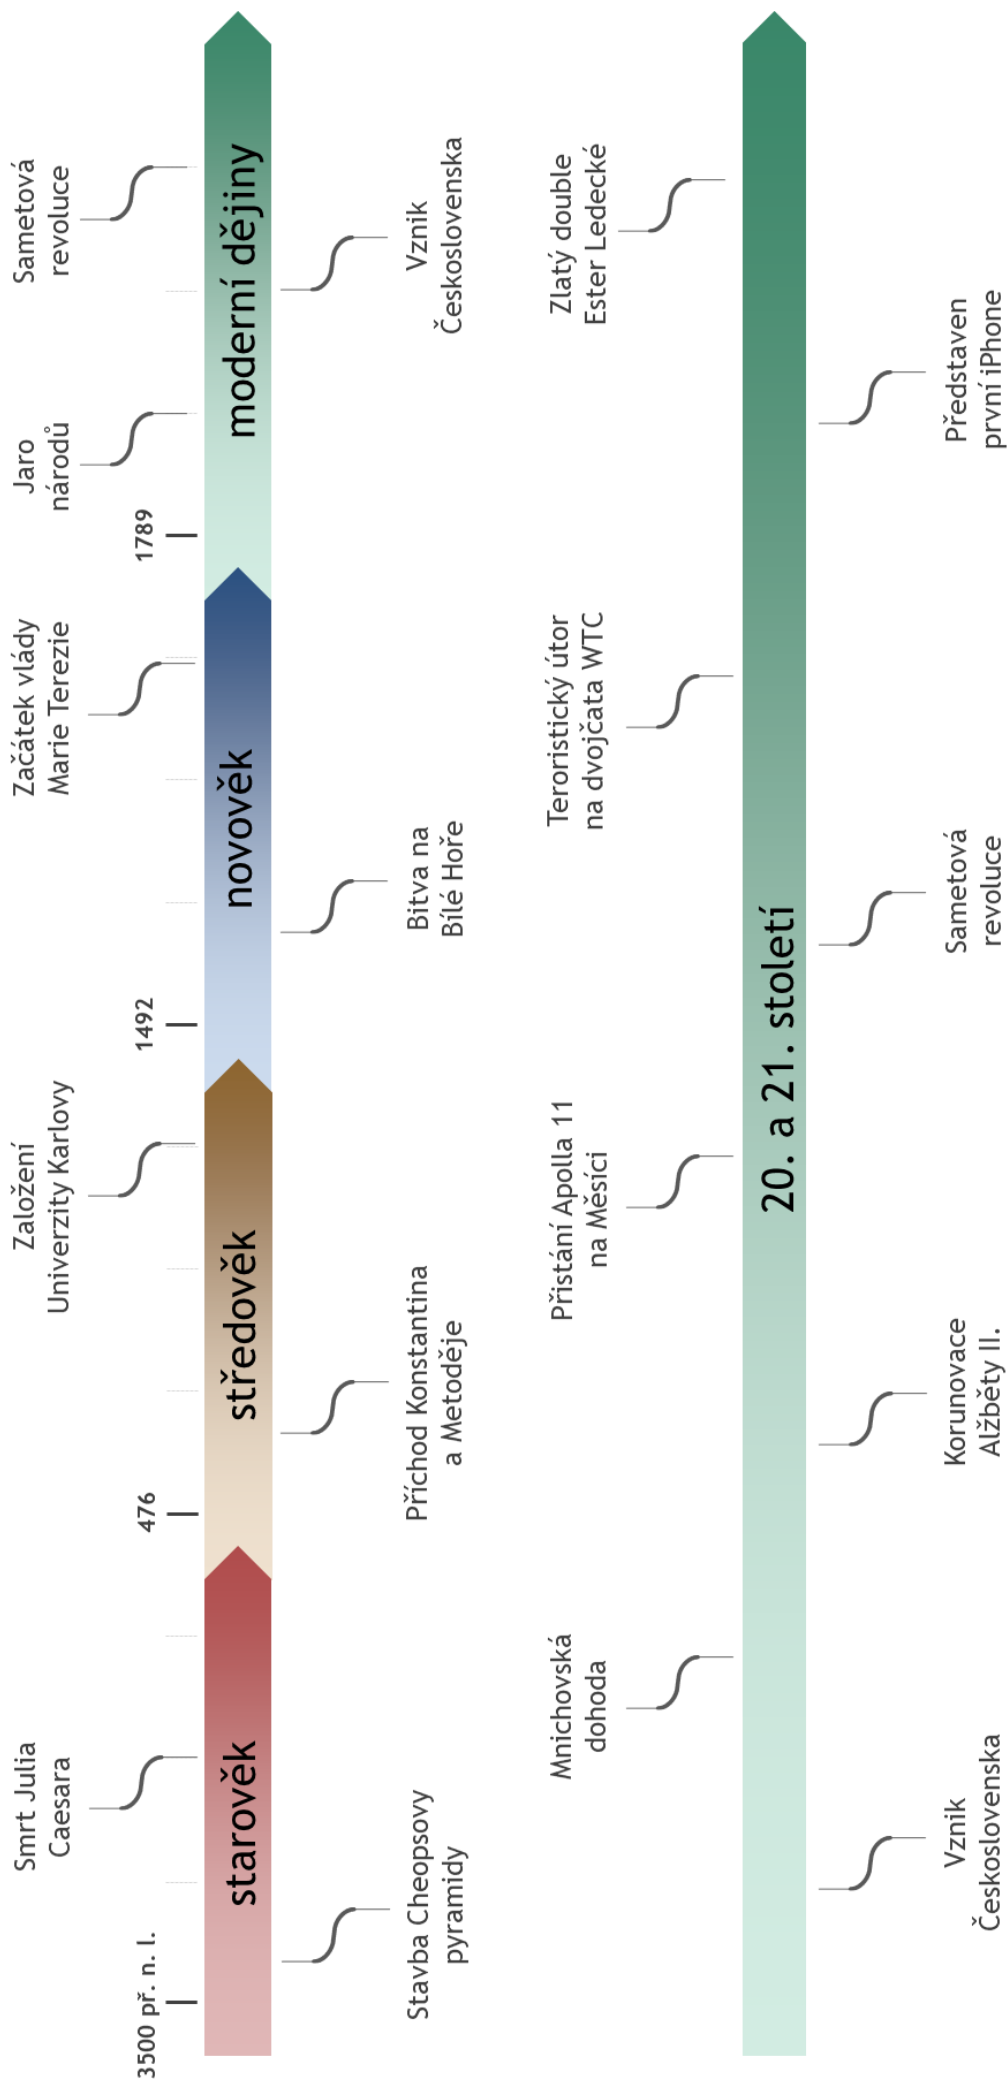 3500 př. n. l.
476
1492
1789
Smrt Julia
Caesara
Založení
Univerzity Karlovy
Začátek vlády
Marie Terezie
Jaro
národů
Sametová
revoluce
starověk
středověk
novověk
moderní dějiny
Stavba Cheopsovy
pyramidy
Příchod Konstantina
a Metoděje
Bitva na
Bílé Hoře
Vznik
Československa
Mnichovská
dohoda
Přistání Apolla 11
na Měsíci
Teroristický útor
na dvojčata WTC
Zlatý double
Ester Ledecké
20. a 21. století
Vznik
Československa
Korunovace
Alžběty II.
Sametová
revoluce
Představen
první iPhone